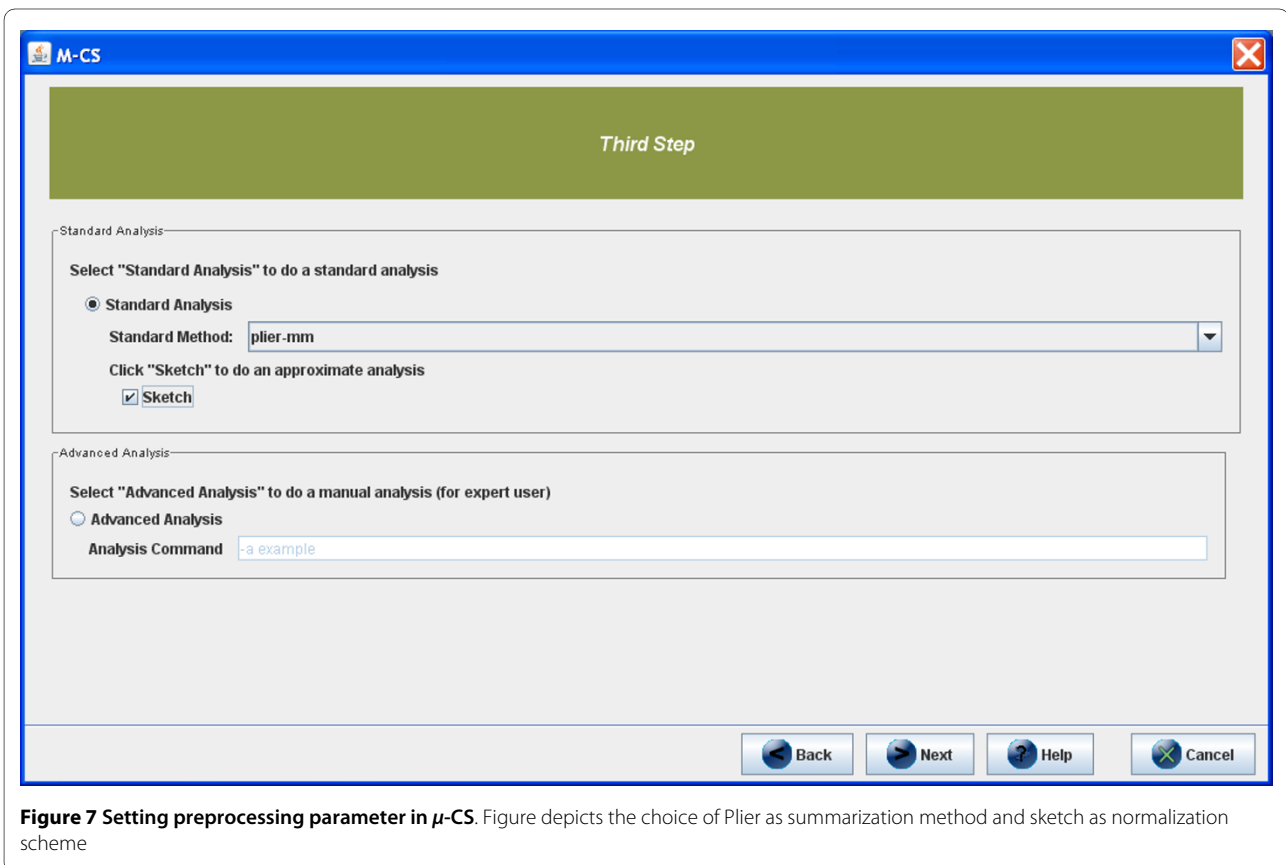 M-CS
Third Step
Standard Analysis
Select "Standard Analysis" to do a standard analysis
Standard Analysis
Standard Method: plier-mm
Click "Sketch" to do an approximate analysis
Sketch
Advanced Analysis
Select "Advanced Analysis" to do a manual analysis (for expert user)
Advanced Analysis
Analysis Command -a example
Back Next Help Cancel
Figure 7 Setting preprocessing parameter in μ-CS. Figure depicts the choice of Plier as summarization method and sketch as normalization
scheme